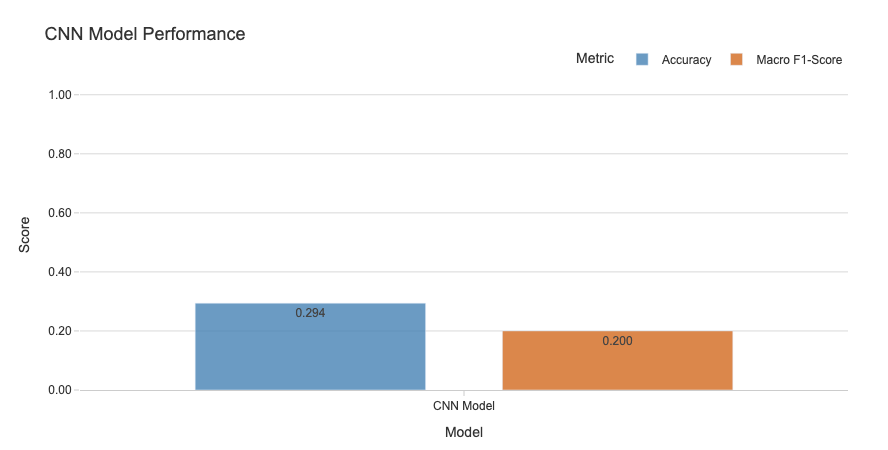 CNN Model Performance
Metric Accuracy Macro F1-Score
1.00
0.80
0.60
0.40
0.20
0.00
Score
0.294
0.200
CNN Model
Model